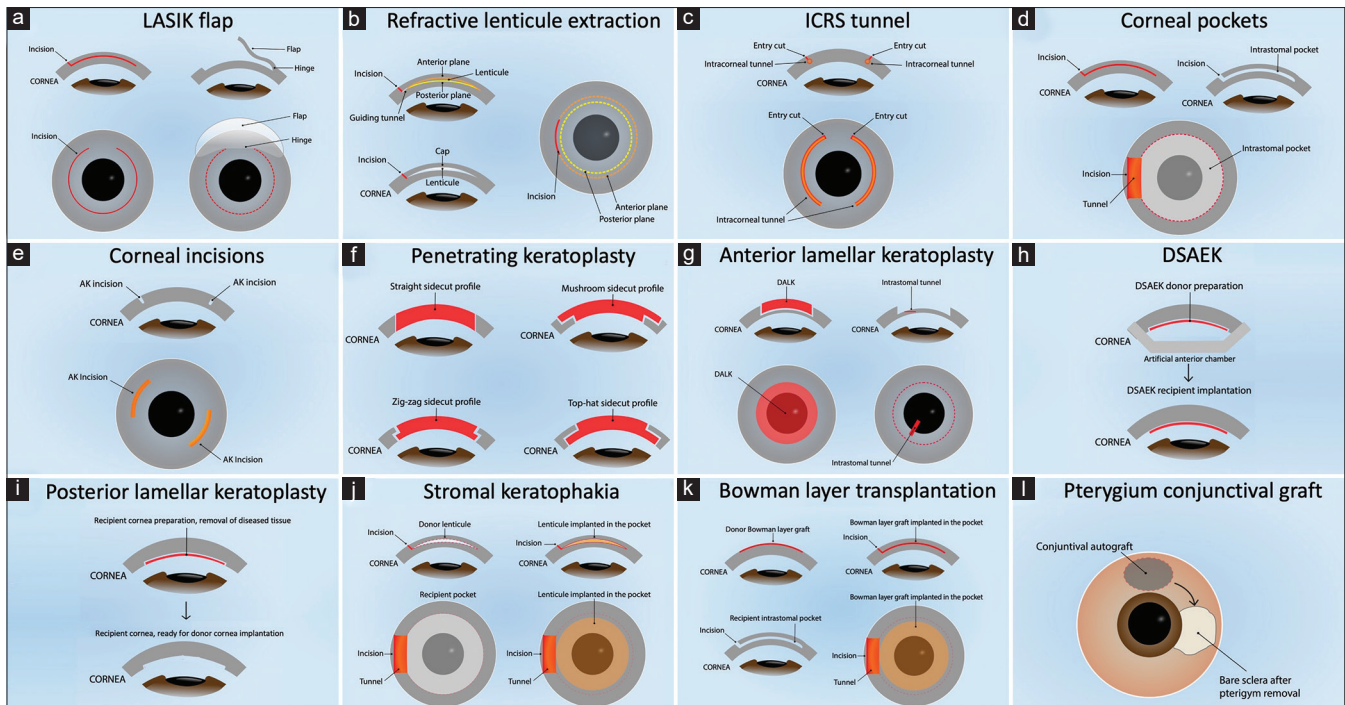 a
LASIK flap
Incision
CORNEA
Flap
Hinge
Incision
Flap
Hinge
b
Refractive lenticule extraction
Anterior plane
Incision
Lenticule
Posterior plane
CORNEA
Guiding tunnel
Cap
Incision
CORNEA
Lenticule
Incision
Anterior plane
Posterior plane
c
ICRS tunnel
Entry cut
Entry cut
Intracorneal tunnel
Intracorneal tunnel
CORNEA
Entry cut
Entry cut
Intracorneal tunnel
d
Corneal pockets
Incision
CORNEA
Intrastomal pocket
Incision
CORNEA
Intrastomal pocket
Incision
Tunnel
e
Corneal incisions
AK incision
AK incision
CORNEA
AK Incision
AK Incision
f
Penetrating keratoplasty
Straight sidecut profile
Mushroom sidecut profile
CORNEA
CORNEA
Zig-zag sidecut profile
Top-hat sidecut profile
CORNEA
CORNEA
g
Anterior lamellar keratoplasty
DALK
Intrastomal tunnel
CORNEA
CORNEA
DALK
Intrastomal tunnel
h
DSAEK
DSAEK donor preparation
CORNEA
Artificial anterior chamber
DSAEK recipient implantation
CORNEA
i
Posterior lamellar keratoplasty
Recipient cornea preparation, removal of diseased tissue
CORNEA
Recipient cornea, ready for donor cornea implantation
CORNEA
j
Stromal keratophakia
Donor lenticule
Incision
CORNEA
Lenticule implanted in the pocket
Incision
CORNEA
Recipient pocket
Incision
Tunnel
Lenticule implanted in the pocket
Incision
Tunnel
k
Bowman layer transplantation
Donor Bowman layer graft
CORNEA
Bowman layer graft implanted in the pocket
Incision
CORNEA
Recipient intrastomal pocket
Incision
CORNEA
Bowman layer graft implanted in the pocket
Incision
Tunnel
l
Pterygium conjunctival graft
Conjuntival autograft
Bare sclera after
pterigym removal